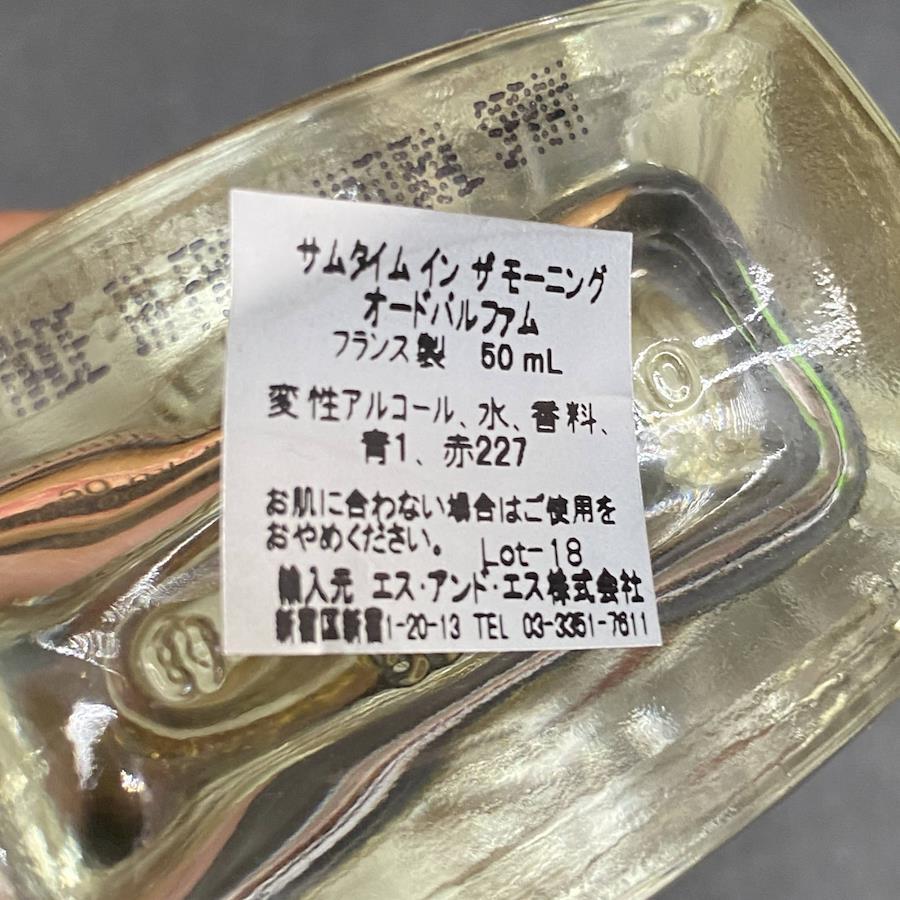 サムタイム イン ザ モーニング
オードパルファム
フランス製 50 mL
変性アルコール、水、香料、
青1、赤227
お肌に合わない場合はご使用を
おやめください。 Lot-18
輸入元 エス・アンド・エス株式会社
新宿区新宿1-20-13 TEL 03-3351-7611